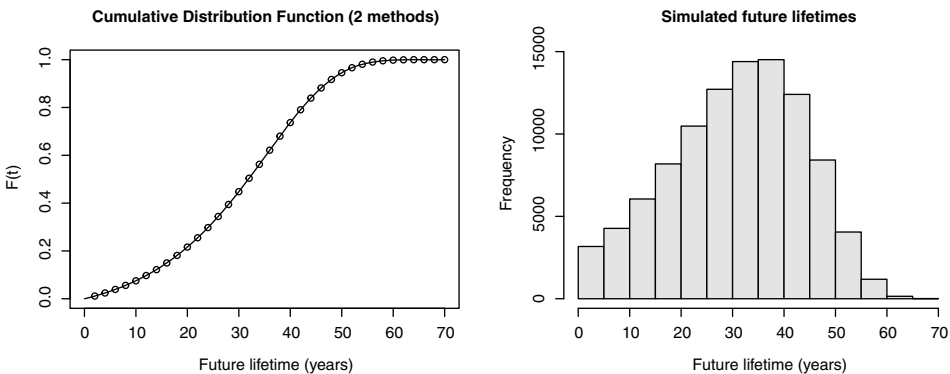 Cumulative Distribution Function (2 methods)
F(t)
1.0
0.8
0.6
0.4
0.2
0.0
0 10 20 30 40 50 60 70
Future lifetime (years)
Simulated future lifetimes
Frequency
15000
10000
5000
0
0 10 20 30 40 50 60 70
Future lifetime (years)